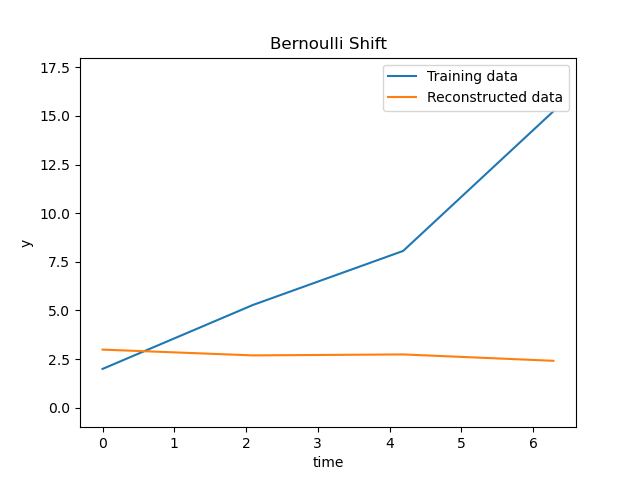 Bernoulli Shift
17.5
15.0
12.5
10.0
7.5
5.0
2.5
0.0
y
Training data
Reconstructed data
0 1 2 3 4 5 6
time